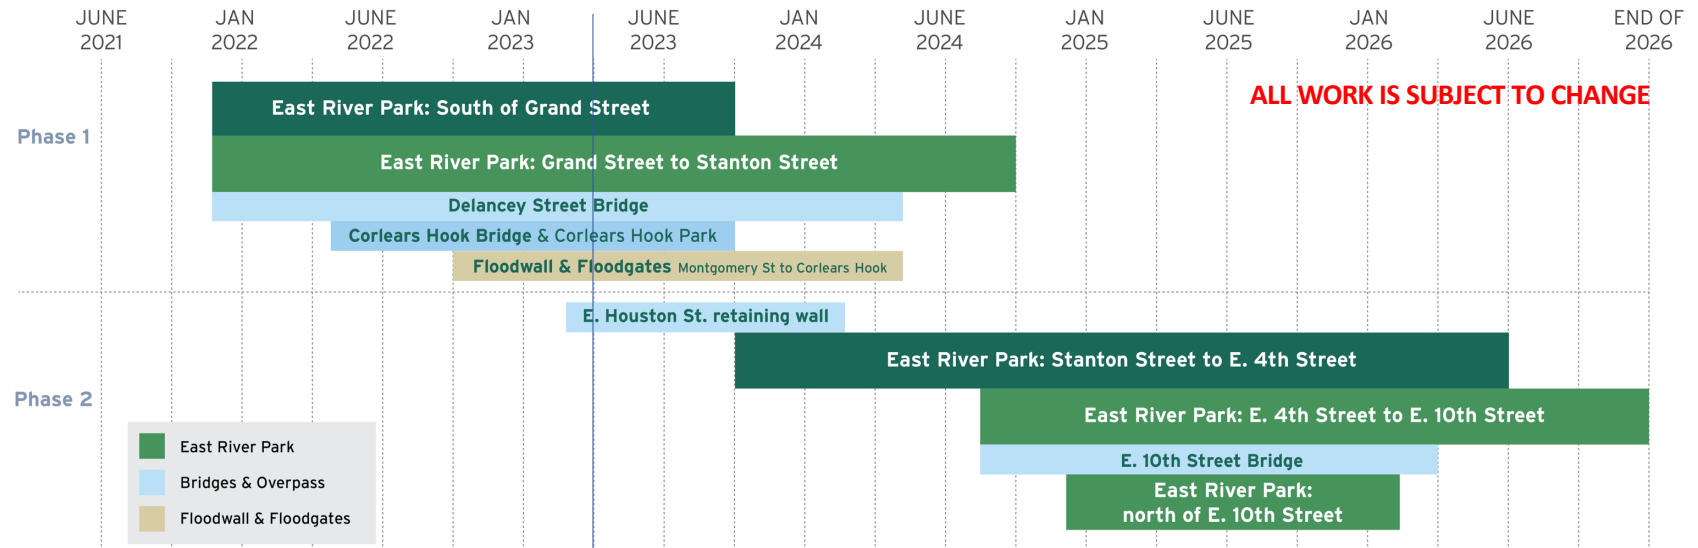 JUNE 2021
JAN 2022
JUNE 2022
JAN 2023
JUNE 2023
JAN 2024
JUNE 2024
JAN 2025
JUNE 2025
JAN 2026
JUNE 2026
END OF 2026
ALL WORK IS SUBJECT TO CHANGE
Phase 1
East River Park: South of Grand Street
East River Park: Grand Street to Stanton Street
Delancey Street Bridge
Corlears Hook Bridge & Corlears Hook Park
Floodwall & Floodgates Montgomery St to Corlears Hook
Phase 2
E. Houston St. retaining wall
East River Park: Stanton Street to E. 4th Street
East River Park: E. 4th Street to E. 10th Street
E. 10th Street Bridge
East River Park:
north of E. 10th Street
East River Park
Bridges & Overpass
Floodwall & Floodgates